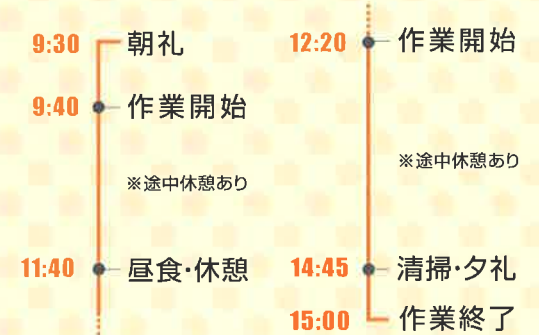 9:30 朝礼
9:40 作業開始
※途中休憩あり
11:40 昼食・休憩
12:20 作業開始
※途中休憩あり
14:45 清掃・夕礼
15:00 作業終了